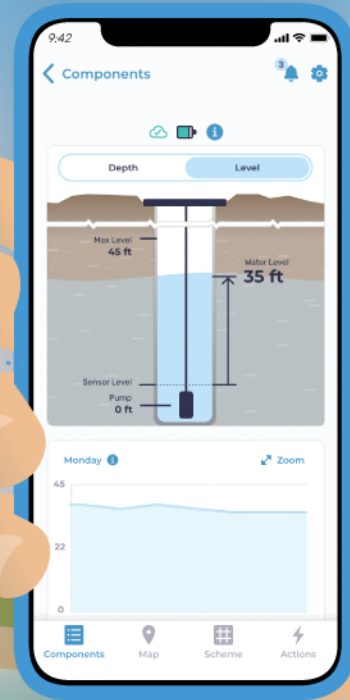 9:42
Components
3
Depth
Level
Max Level
45 ft
Water Level
35 ft
Sensor Level
Pump
0 ft
Monday
Zoom
45
22
0
Components
Map
Scheme
Actions